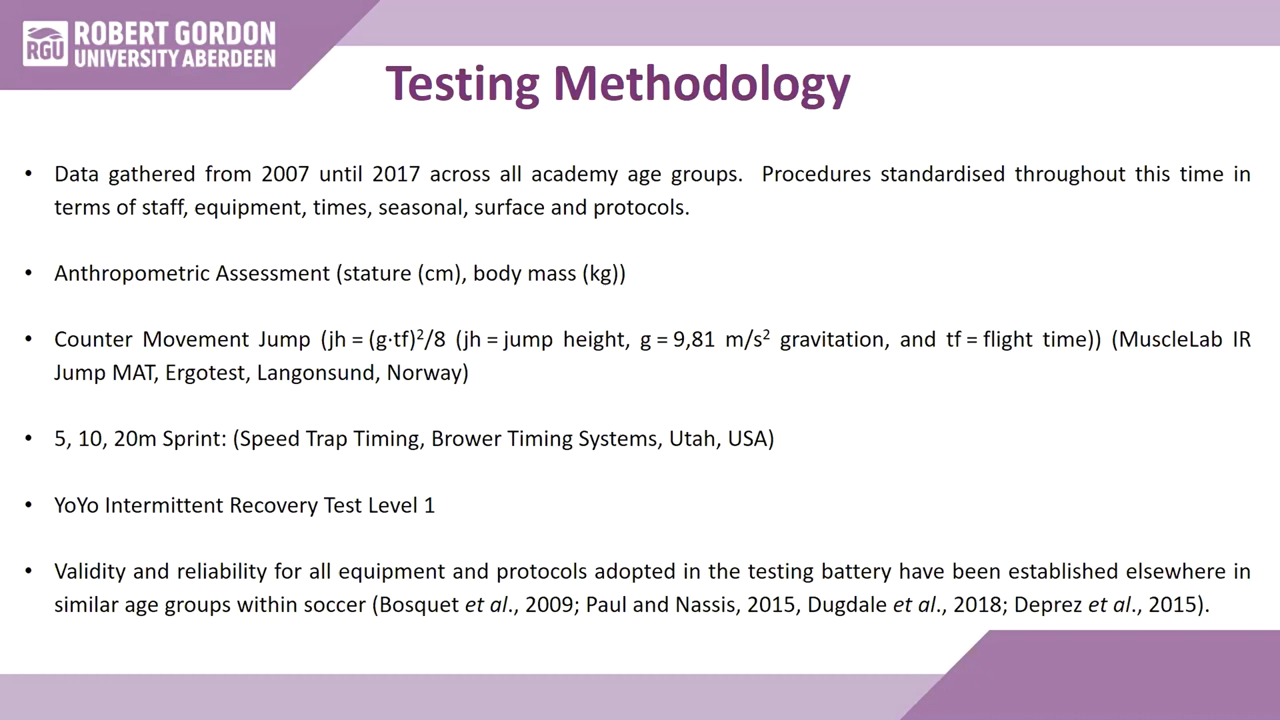 RGU
ROBERT GORDON
UNIVERSITY ABERDEEN
Testing Methodology
• Data gathered from 2007 until 2017 across all academy age groups. Procedures standardised throughout this time in
terms of staff, equipment, times, seasonal, surface and protocols.
• Anthropometric Assessment (stature (cm), body mass (kg))
• Counter Movement Jump (jh = (g·tf)²/8 (jh = jump height, g = 9,81 m/s² gravitation, and tf = flight time)) (MuscleLab IR
Jump MAT, Ergotest, Langonsund, Norway)
• 5, 10, 20m Sprint: (Speed Trap Timing, Brower Timing Systems, Utah, USA)
• YoYo Intermittent Recovery Test Level 1
• Validity and reliability for all equipment and protocols adopted in the testing battery have been established elsewhere in
similar age groups within soccer (Bosquet et al., 2009; Paul and Nassis, 2015, Dugdale et al., 2018; Deprez et al., 2015).